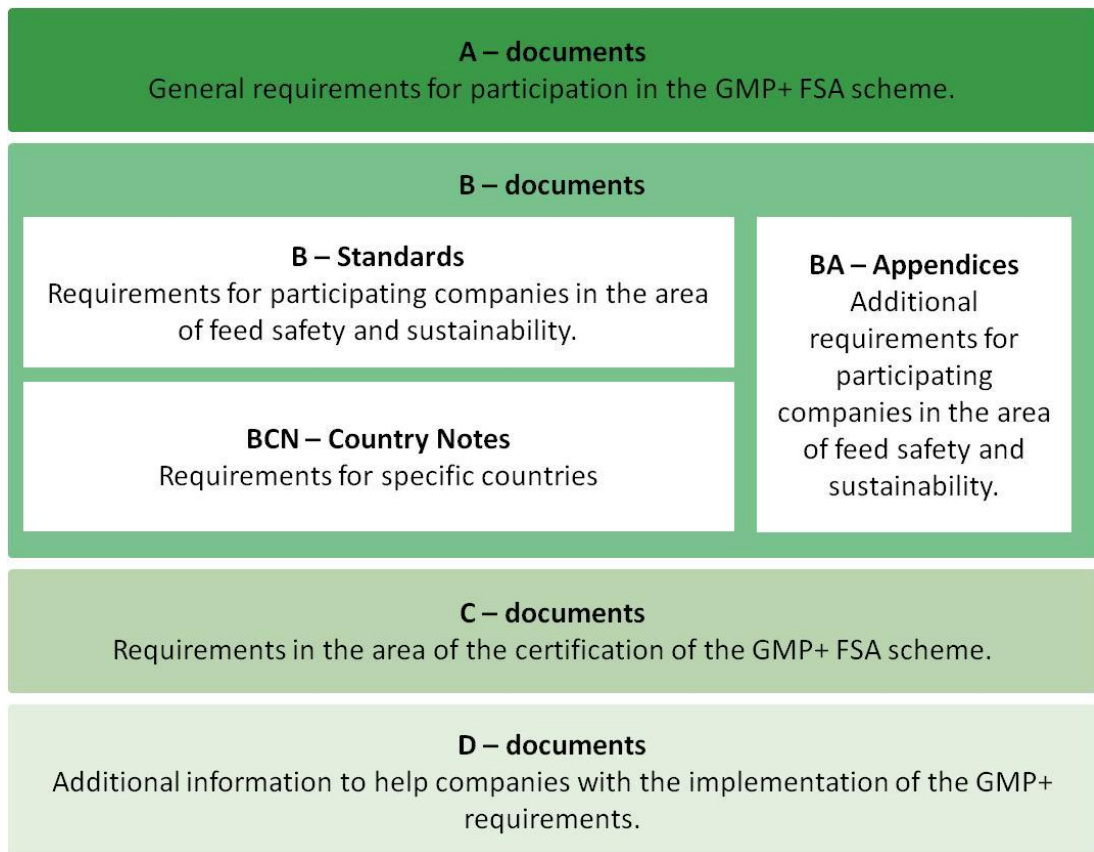 A – documents
General requirements for participation in the GMP+ FSA scheme.
B – documents
B – Standards
Requirements for participating companies in the area
of feed safety and sustainability.
BCN – Country Notes
Requirements for specific countries
BA – Appendices
Additional
requirements for
participating
companies in the area
of feed safety and
sustainability.
C – documents
Requirements in the area of the certification of the GMP+ FSA scheme.
D – documents
Additional information to help companies with the implementation of the GMP+
requirements.